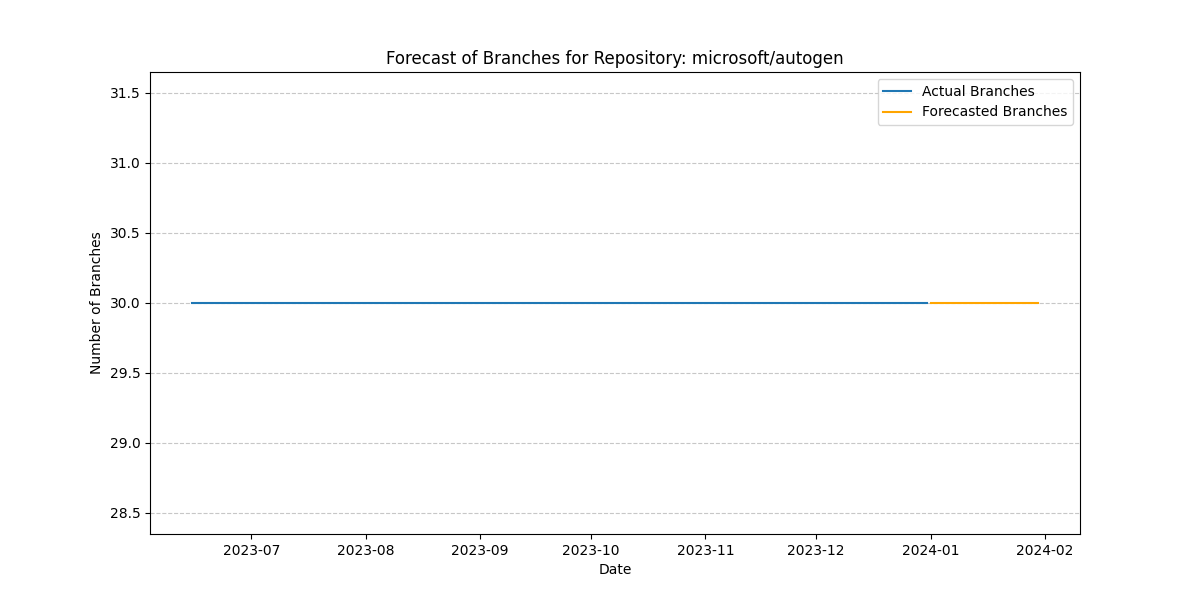 Forecast of Branches for Repository: microsoft/autogen
Actual Branches
Forecasted Branches
31.5
31.0
30.5
30.0
29.5
29.0
28.5
Number of Branches
2023-07 2023-08 2023-09 2023-10 2023-11 2023-12 2024-01 2024-02
Date